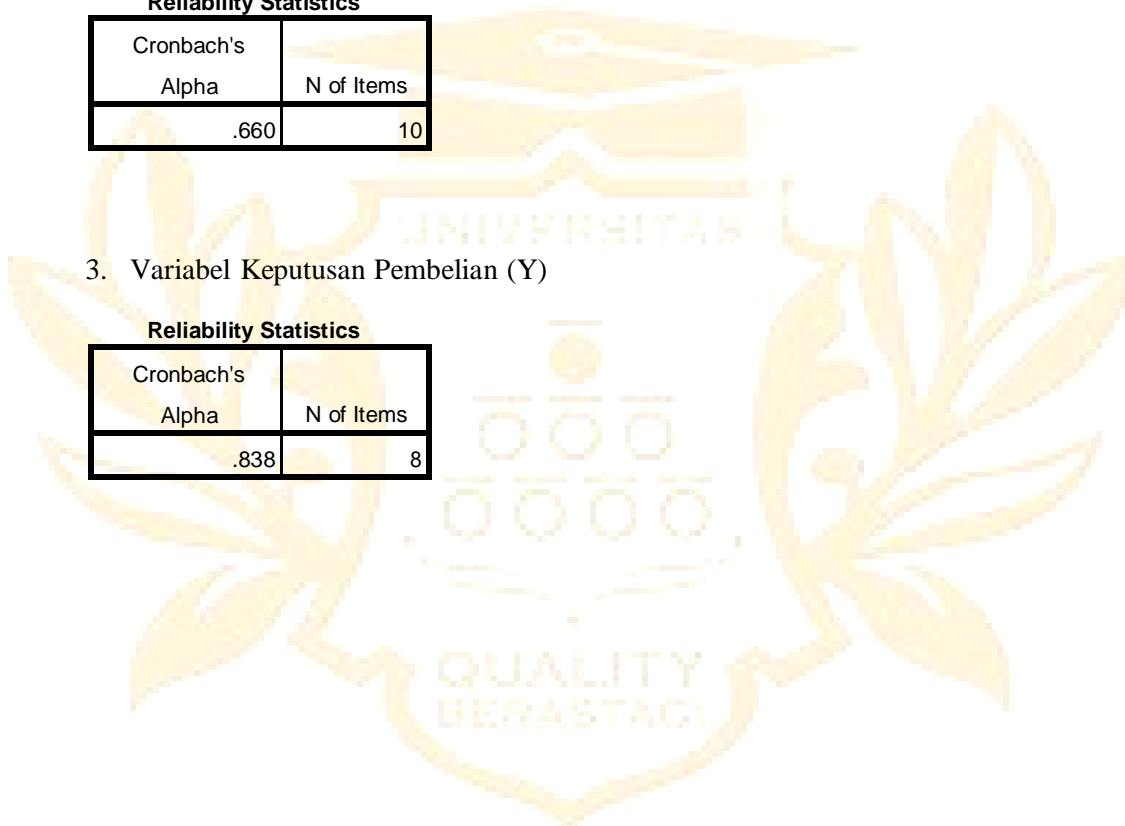 Reliability Statistics
Cronbach's
Alpha N of Items
.660 10
UNIVERSITAS
3. Variabel Keputusan Pembelian (Y)
Reliability Statistics
Cronbach's
Alpha N of Items
.838 8
QUALITY
BERASTAGI